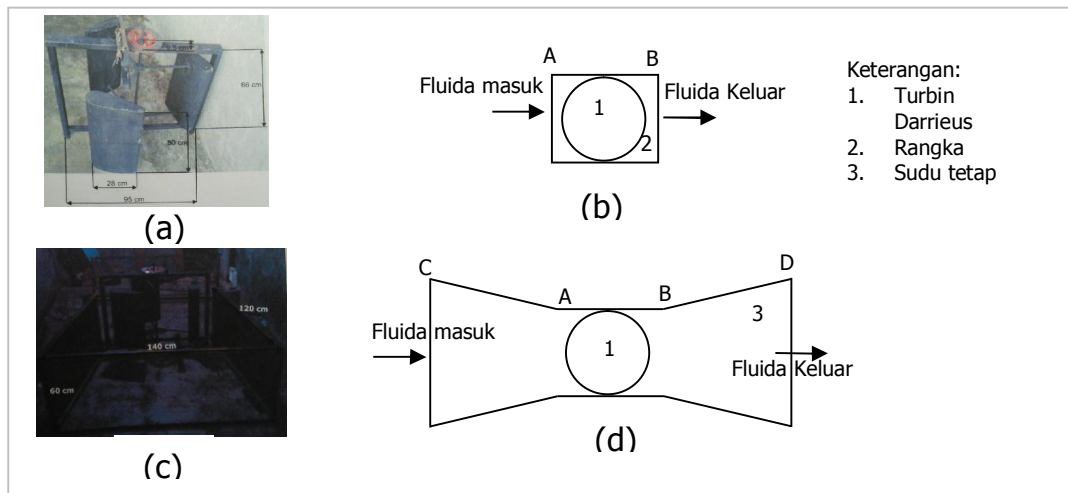 66 cm
50 cm
28 cm
95 cm
(a)
A B
Fluida masuk
1
2
Fluida Keluar
(b)
Keterangan:
1. Turbin
Darrieus
2. Rangka
3. Sudu tetap
120 cm
140 cm
60 cm
(c)
C D
A B
Fluida masuk
1
3
Fluida Keluar
(d)